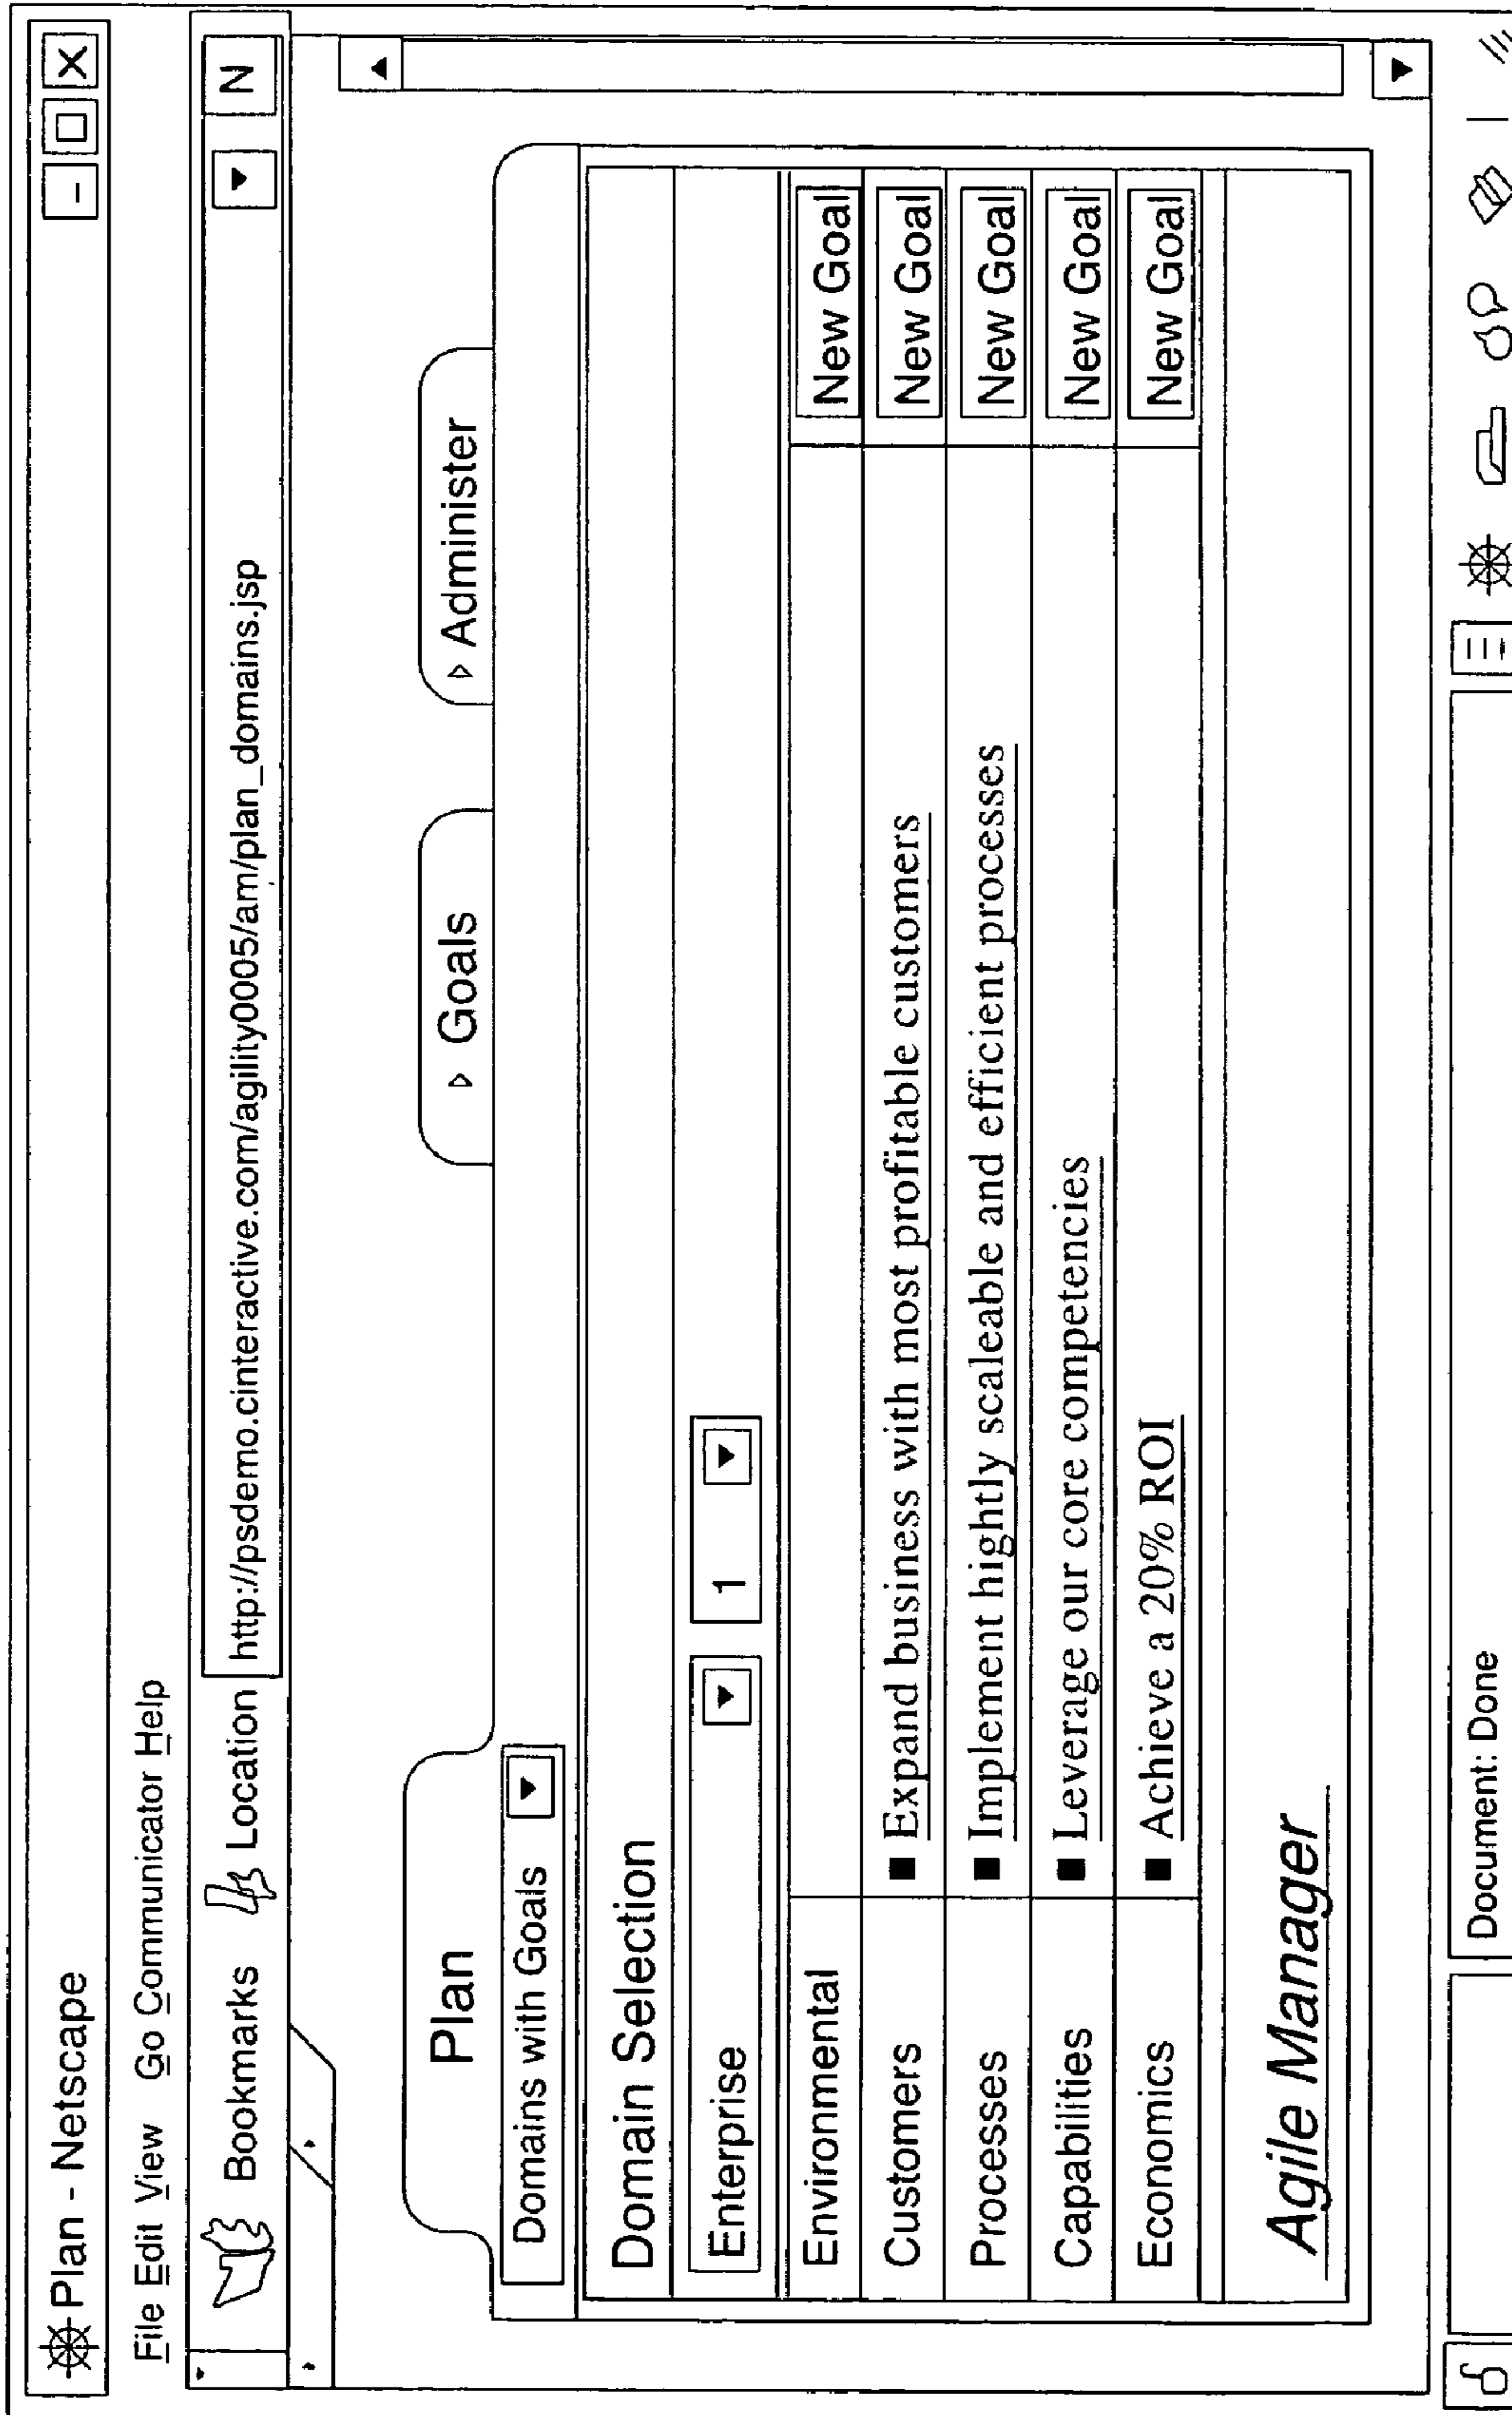 Plan - Netscape
File Edit View Go Communicator Help
Bookmarks Location http://psdemo.cinteractive.com/agility0005/am/plan_domains.jsp N
Plan Goals Administer
Domains with Goals
Domain Selection
Enterprise 1
Environmental New Goal
Customers ■ Expand business with most profitable customers New Goal
Processes ■ Implement hightly scaleable and efficient processes New Goal
Capabilities ■ Leverage our core competencies New Goal
Economics ■ Achieve a 20% ROI New Goal
Agile Manager
Document: Done